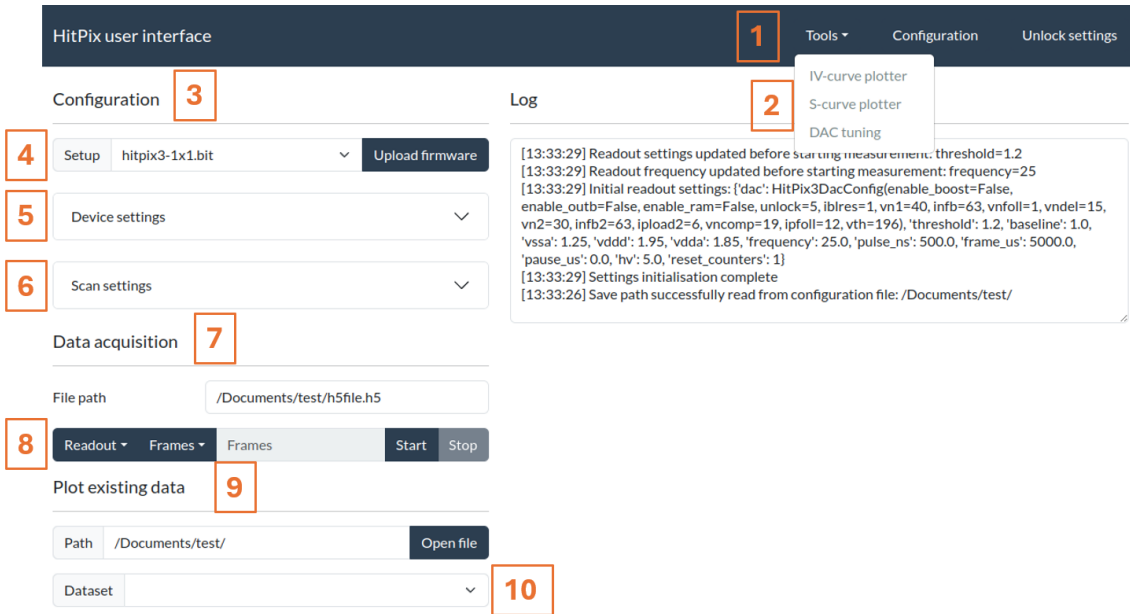 HitPix user interface
1
Tools
Configuration
Unlock settings
IV-curve plotter
2
S-curve plotter
DAC tuning
Configuration
3
4
Setup
hitpix3-1x1.bit
Upload firmware
5
Device settings
6
Scan settings
Data acquisition
7
File path
/Documents/test/h5file.h5
8
Readout
Frames
Frames
Start
Stop
Plot existing data
9
Path
/Documents/test/
Open file
Dataset
10
Log
[13:33:29] Readout settings updated before starting measurement: threshold=1.2
[13:33:29] Readout frequency updated before starting measurement: frequency=25
[13:33:29] Initial readout settings: {'dac': HitPix3DacConfig(enable_boost=False,
enable_outb=False, enable_ram=False, unlock=5, iblres=1, vn1=40, infb=63, vnfoll=1, vndel=15,
vn2=30, infb2=63, ipload2=6, vncomp=19, ipfoll=12, vth=196), 'threshold': 1.2, 'baseline': 1.0,
'vssa': 1.25, 'vddd': 1.95, 'vdda': 1.85, 'frequency': 25.0, 'pulse_ns': 500.0, 'frame_us': 5000.0,
'pause_us': 0.0, 'hv': 5.0, 'reset_counters': 1}
[13:33:29] Settings initialisation complete
[13:33:26] Save path successfully read from configuration file: /Documents/test/